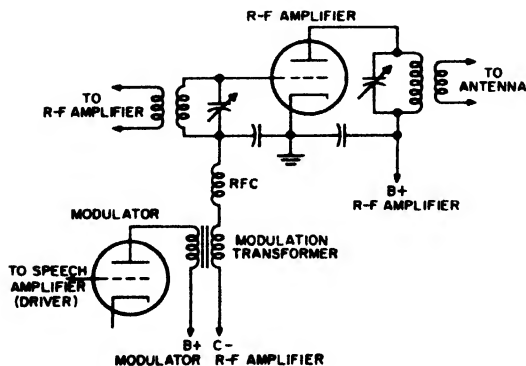 R-F AMPLIFIER
TO
R-F AMPLIFIER
TO
ANTENNA
RFC
B+
R-F AMPLIFIER
MODULATOR
MODULATION
TRANSFORMER
TO SPEECH
AMPLIFIER
(DRIVER)
B+ C-
MODULATOR R-F AMPLIFIER